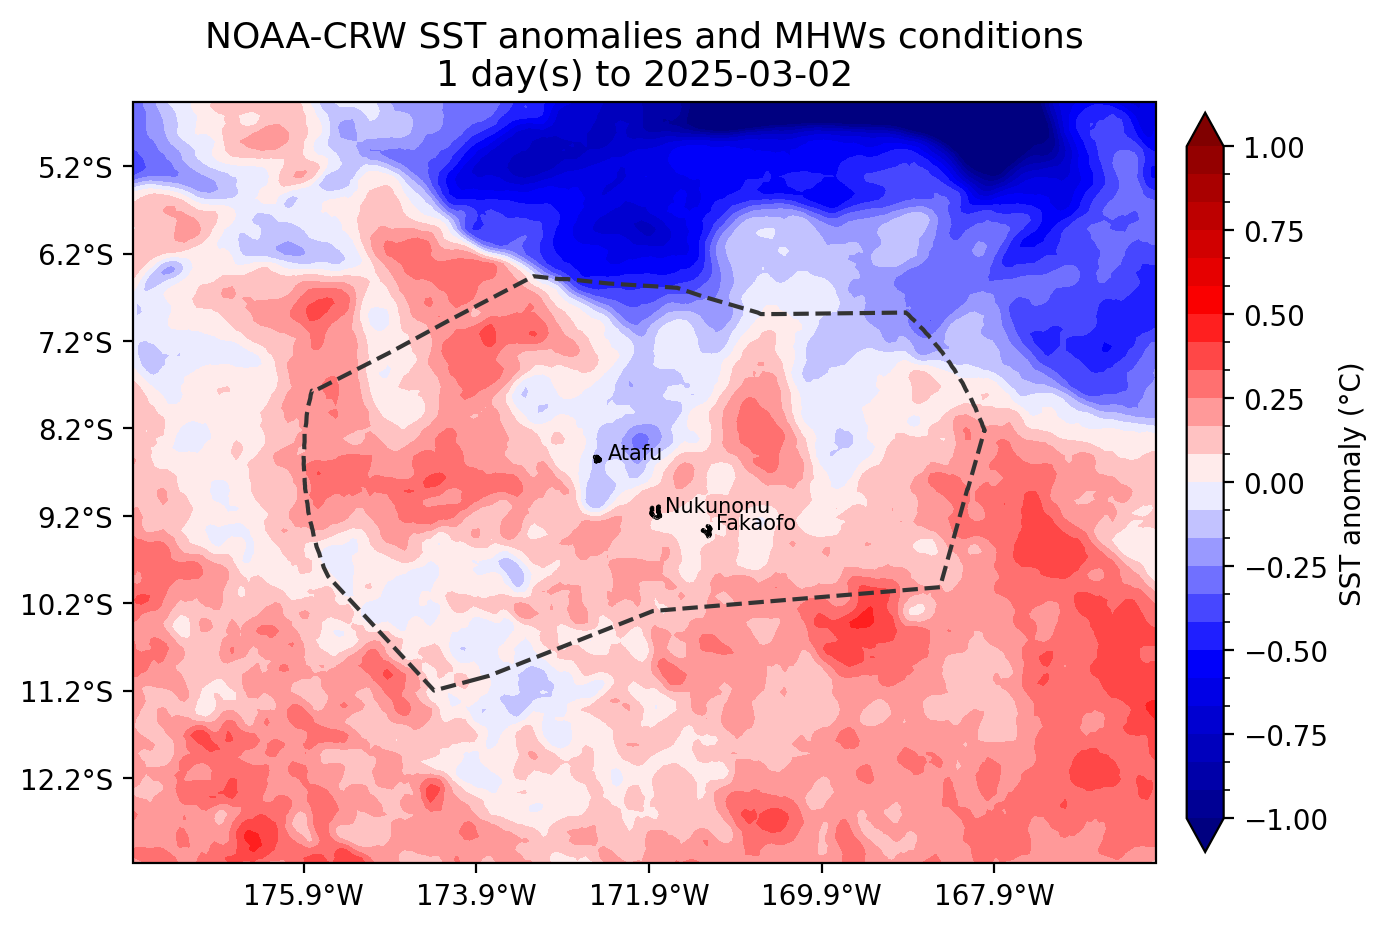 NOAA-CRW SST anomalies and MHWs conditions
1 day(s) to 2025-03-02
5.2°S
6.2°S
7.2°S
8.2°S
9.2°S
10.2°S
11.2°S
12.2°S
Atafu
Nukunonu
Fakaofo
175.9°W
173.9°W
171.9°W
169.9°W
167.9°W
1.00
0.75
0.50
0.25
0.00
−0.25
−0.50
−0.75
−1.00
SST anomaly (°C)